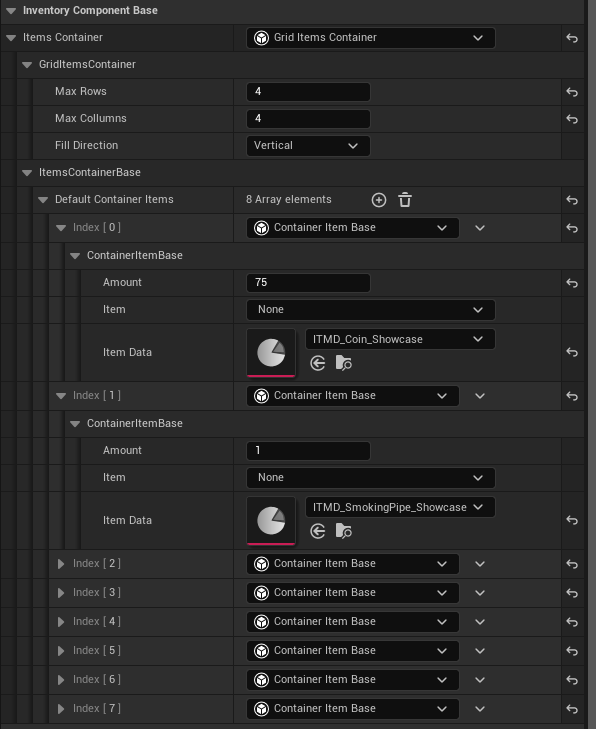 Inventory Component Base
Items Container Grid Items Container
GridItemsContainer
Max Rows 4
Max Collumns 4
Fill Direction Vertical
ItemsContainerBase
Default Container Items 8 Array elements
Index [ 0 ] Container Item Base
ContainerItemBase
Amount 75
Item None
Item Data ITMD_Coin_Showcase
Index [ 1 ] Container Item Base
ContainerItemBase
Amount 1
Item None
Item Data ITMD_SmokingPipe_Showcase
Index [ 2 ] Container Item Base
Index [ 3 ] Container Item Base
Index [ 4 ] Container Item Base
Index [ 5 ] Container Item Base
Index [ 6 ] Container Item Base
Index [ 7 ] Container Item Base